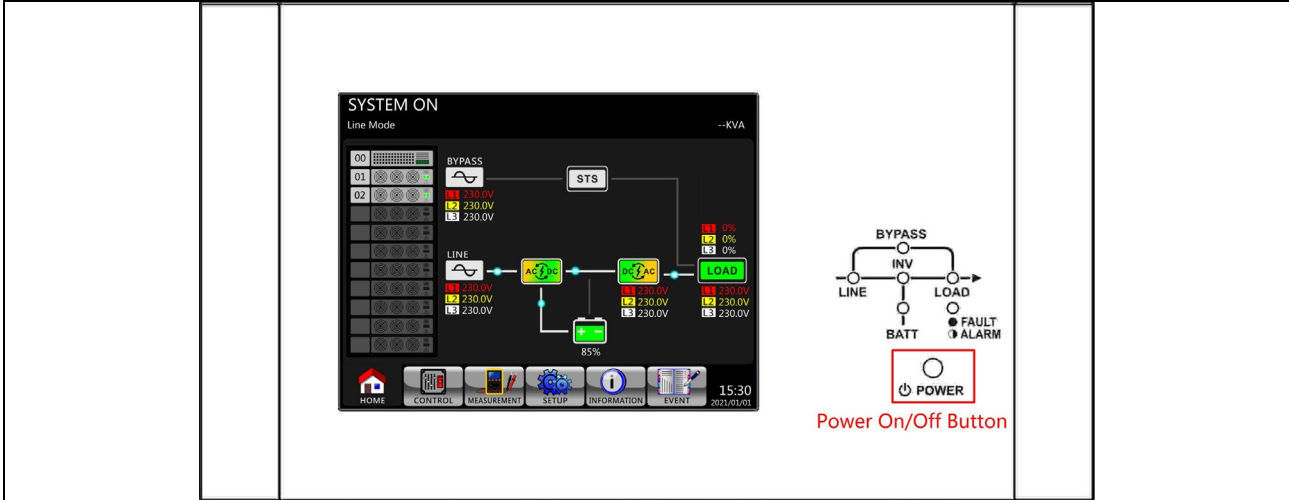 SYSTEM ON
Line Mode
--KVA
00
01
02
BYPASS
L1 230.0V
L2 230.0V
L3 230.0V
STS
L1 0%
L2 0%
L3 0%
LINE
AC DC
DC AC
LOAD
L1 230.0V
L2 230.0V
L3 230.0V
L1 230.0V
L2 230.0V
L3 230.0V
L1 230.0V
L2 230.0V
L3 230.0V
+ −
85%
HOME
CONTROL
MEASUREMENT
SETUP
INFORMATION
EVENT
15:30
2021/01/01
BYPASS
INV
LINE
LOAD
BATT
FAULT
ALARM
POWER
Power On/Off Button